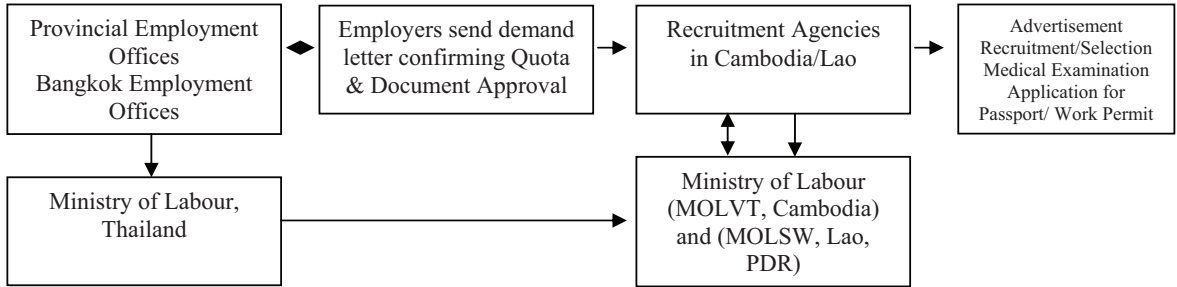 Provincial Employment
Offices
Bangkok Employment
Offices
Employers send demand
letter confirming Quota
& Document Approval
Recruitment Agencies
in Cambodia/Lao
Advertisement
Recruitment/Selection
Medical Examination
Application for
Passport/ Work Permit
Ministry of Labour,
Thailand
Ministry of Labour
(MOLVT, Cambodia)
and (MOLSW, Lao,
PDR)